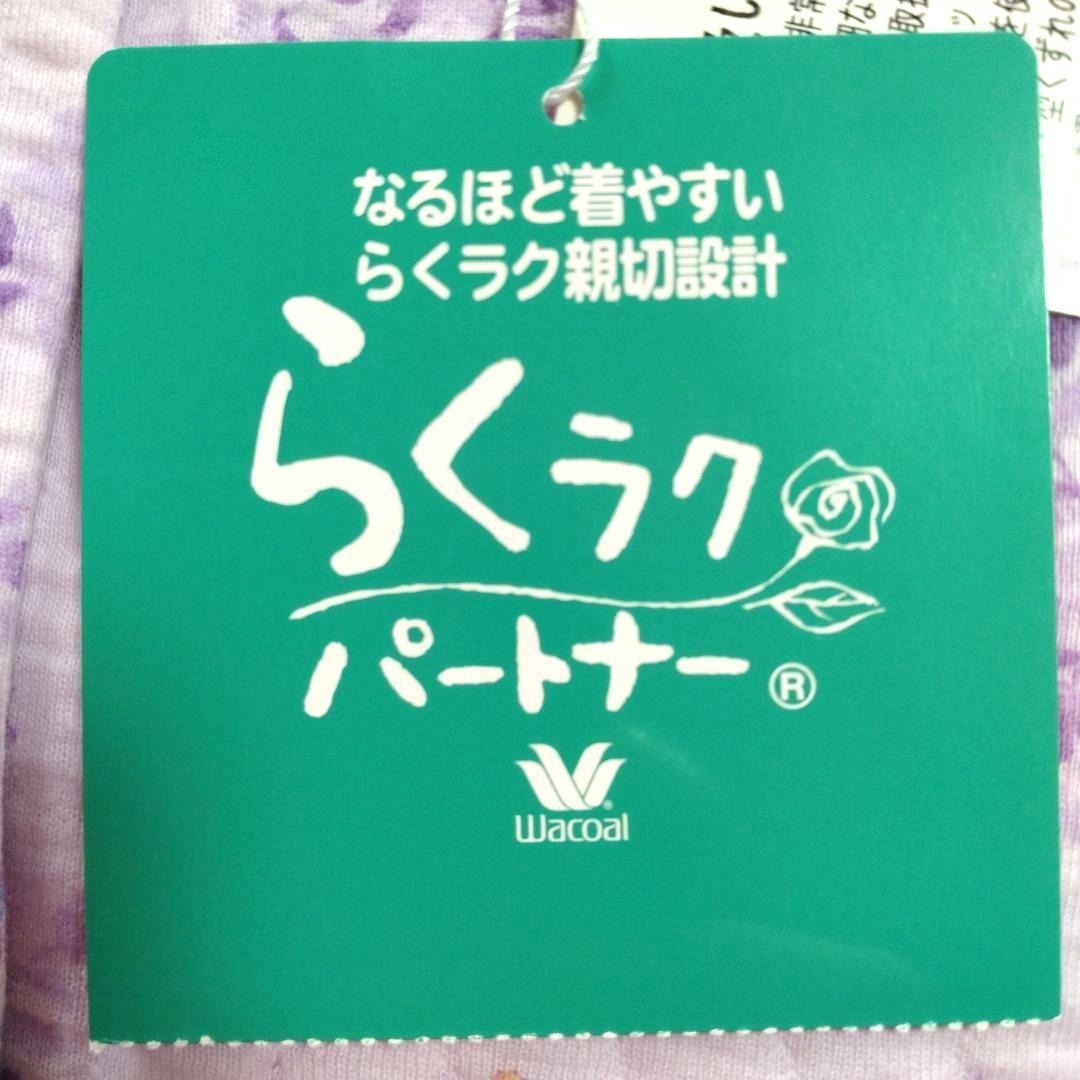 なるほど着やすい
らくラク親切設計
らくラク
パートナー®
Wacoal